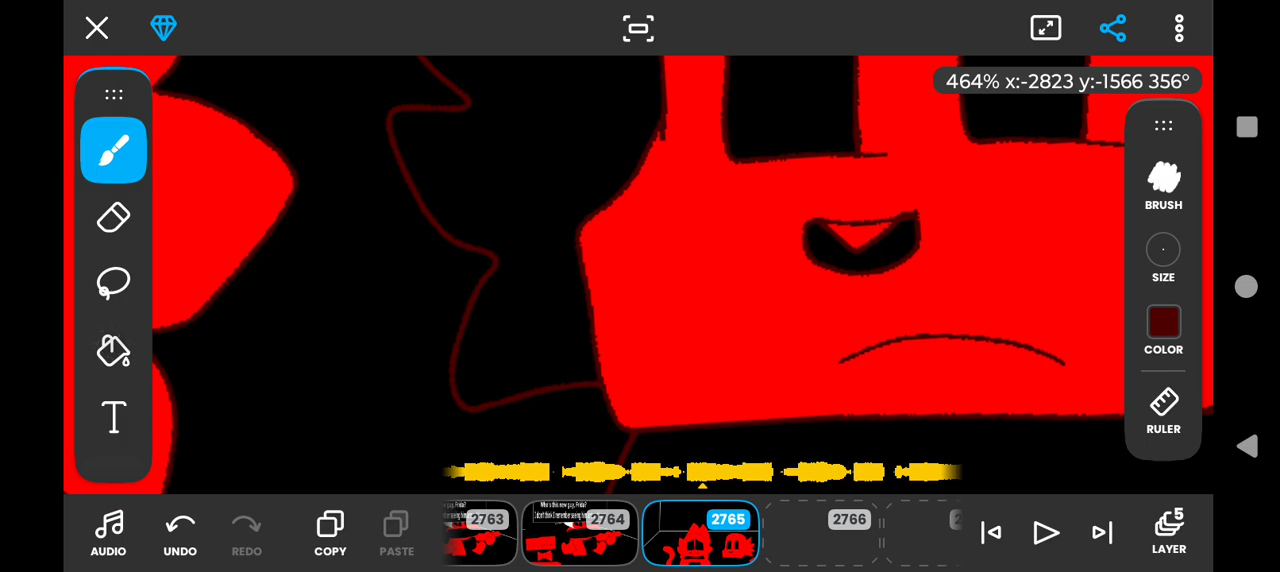 464% x:-2823 y:-1566 356°
BRUSH
SIZE
COLOR
RULER
T
2763
2764
2765
2766
AUDIO
UNDO
REDO
COPY
PASTE
5
LAYER